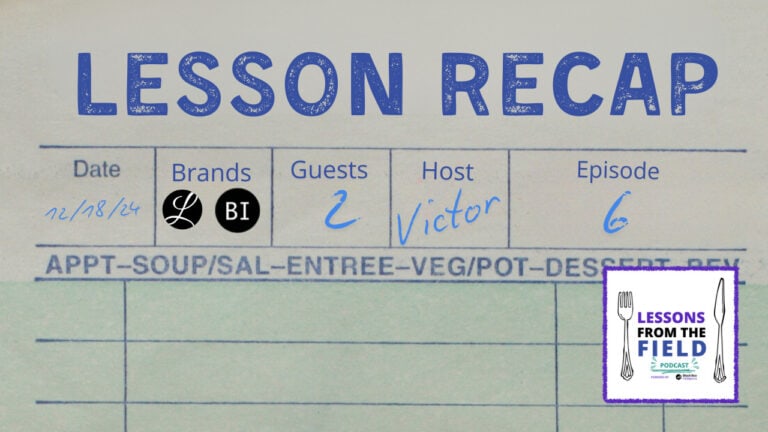 LESSON RECAP
Date Brands Guests Host Episode
12/18/24 L BI 2 Victor 6
APPT–SOUP/SAL–ENTREE–VEG/POT–DESSERT–BEV
LESSONS
FROM THE
FIELD
PODCAST